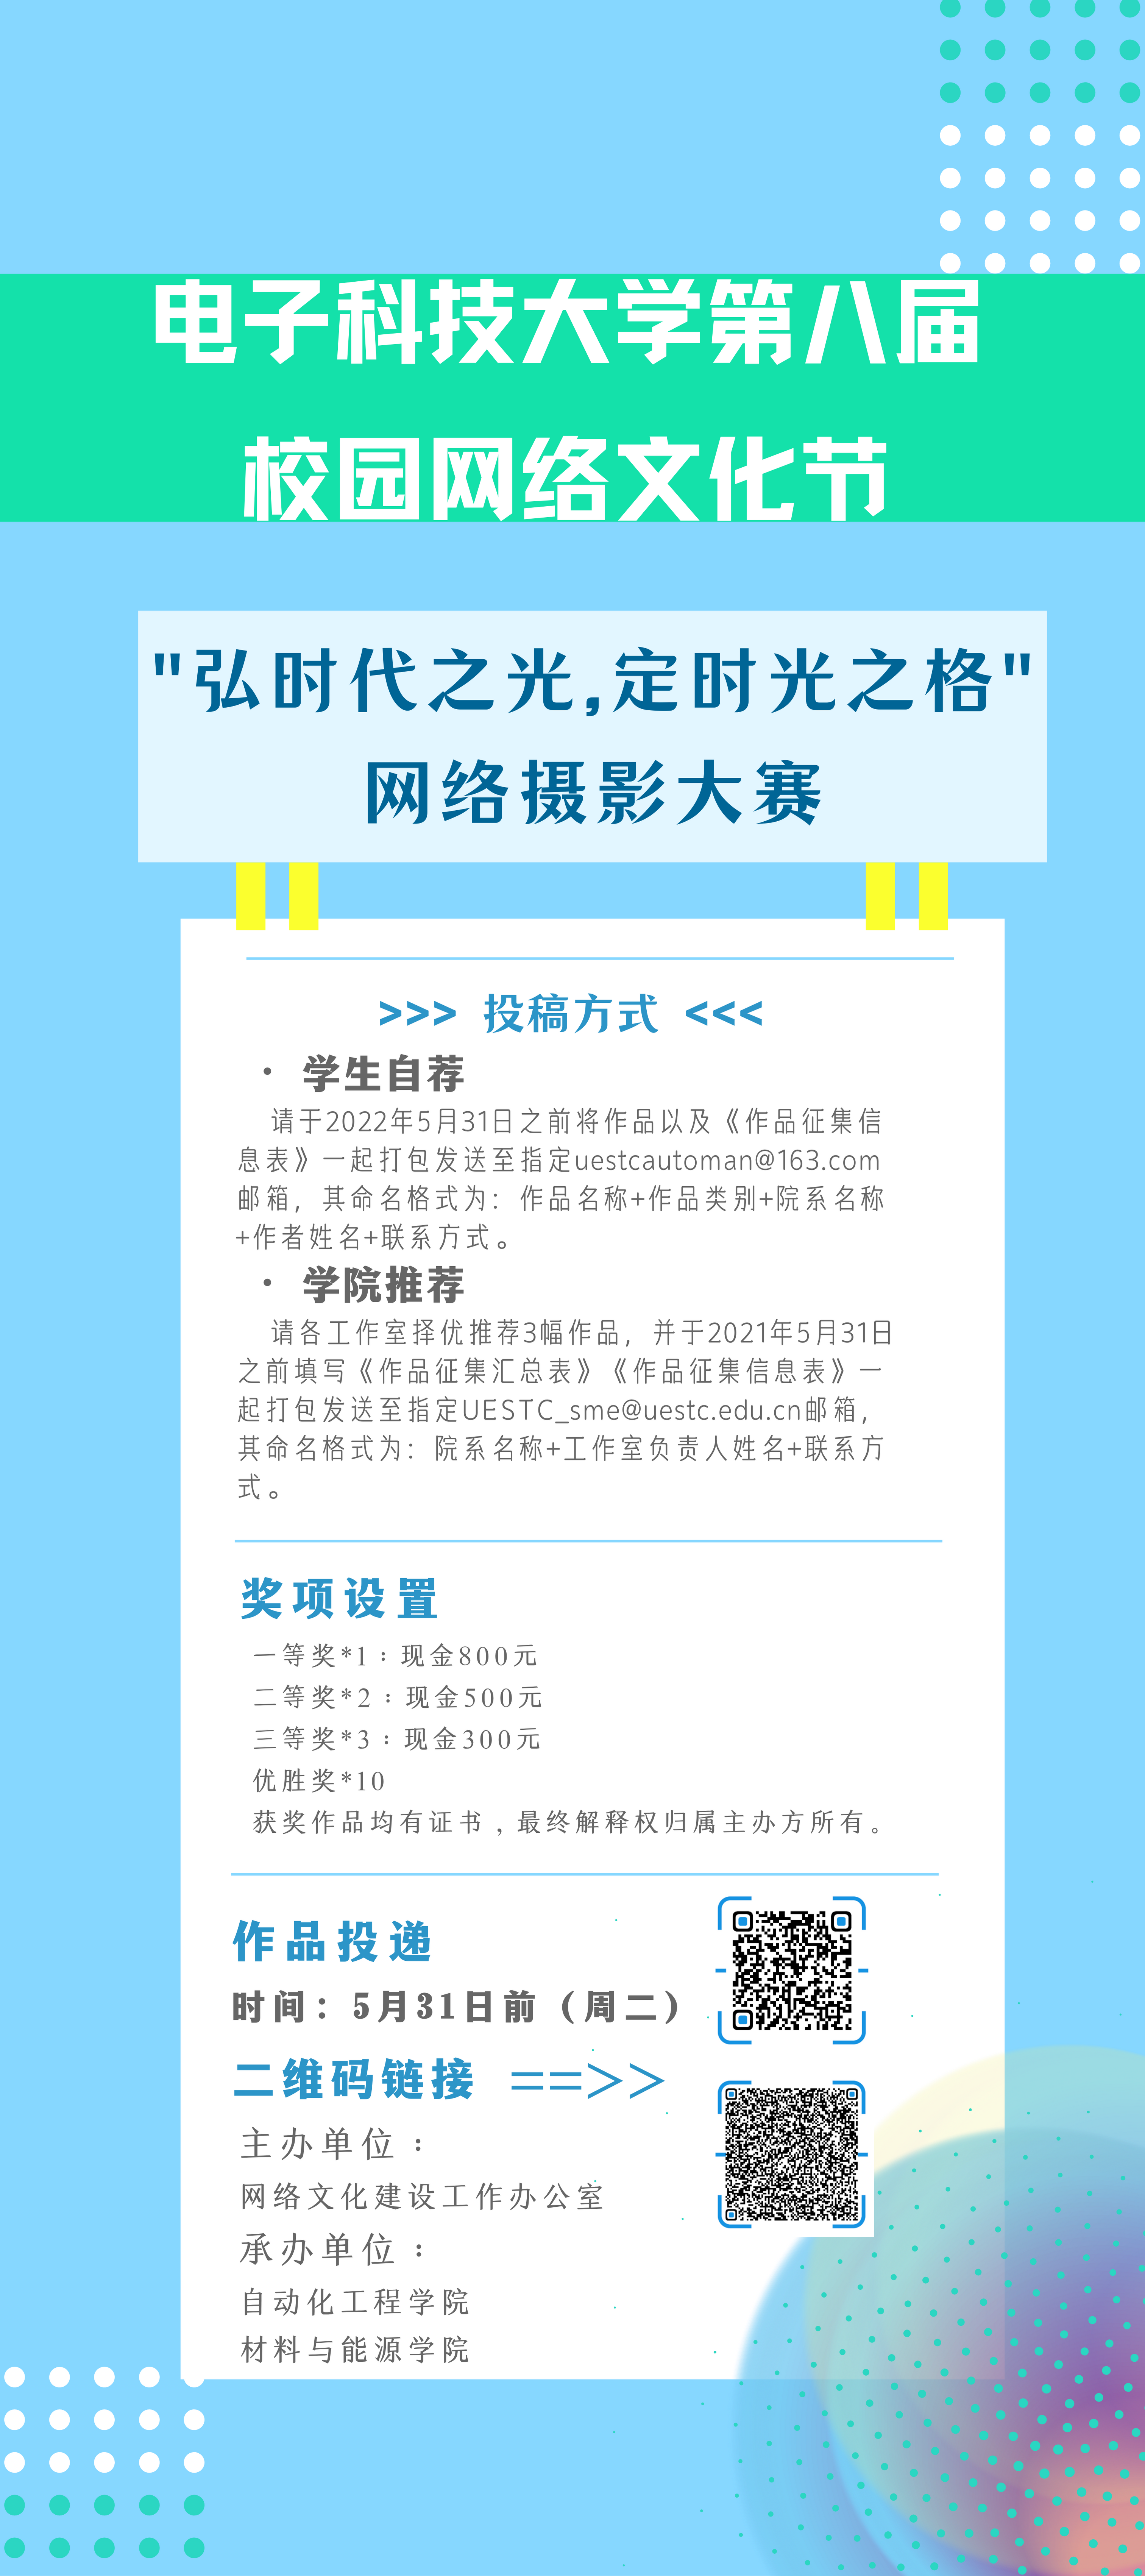 电子科技大学第八届
校园网络文化节
"弘时代之光,定时光之格"
网络摄影大赛
>>> 投稿方式 <<<
· 学生自荐
请于2022年5月31日之前将作品以及《作品征集信
息表》一起打包发送至指定uestcautoman@163.com
邮箱，其命名格式为：作品名称+作品类别+院系名称
+作者姓名+联系方式。
· 学院推荐
请各工作室择优推荐3幅作品，并于2021年5月31日
之前填写《作品征集汇总表》《作品征集信息表》一
起打包发送至指定UESTC_sme@uestc.edu.cn邮箱，
其命名格式为：院系名称+工作室负责人姓名+联系方
式。
奖项设置
一等奖*1：现金800元
二等奖*2：现金500元
三等奖*3：现金300元
优胜奖*10
获奖作品均有证书，最终解释权归属主办方所有。
作品投递
时间：5月31日前（周二）
二维码链接 ==>>
主办单位：
网络文化建设工作办公室
承办单位：
自动化工程学院
材料与能源学院